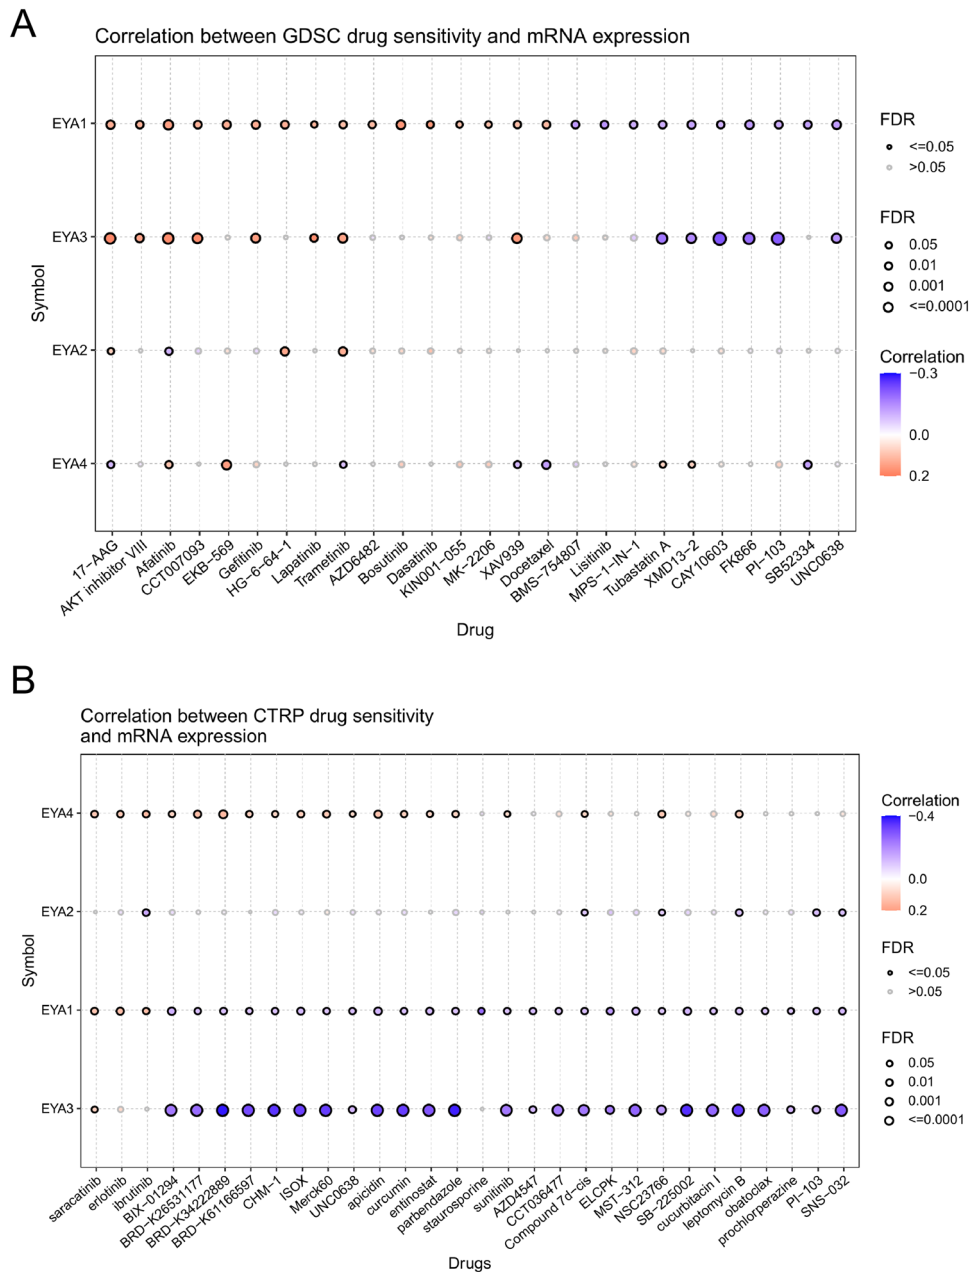 A
Correlation between GDSC drug sensitivity and mRNA expression
EYA1
EYA3
EYA2
EYA4
Symbol
17−AAG
AKT inhibitor VIII
Afatinib
CCT007093
EKB−569
Gefitinib
HG−6−64−1
Lapatinib
Trametinib
AZD6482
Bosutinib
Dasatinib
KIN001−055
MK−2206
XAV939
Docetaxel
BMS−754807
Lisitinib
MPS−1−IN−1
Tubastatin A
XMD13−2
CAY10603
FK866
PI−103
SB52334
UNC0638
Drug
FDR
<=0.05
>0.05
FDR
0.05
0.01
0.001
<=0.0001
Correlation
−0.3
0.0
0.2
B
Correlation between CTRP drug sensitivity
and mRNA expression
EYA4
EYA2
EYA1
EYA3
Symbol
saracatinib
erlotinib
ibrutinib
BIX−01294
BRD−K26531177
BRD−K34222889
BRD−K61166597
CHM−1
ISOX
Merck60
UNC0638
apicidin
curcumin
entinostat
parbendazole
staurosporine
sunitinib
AZD4547
CCT036477
Compound 7d−cis
ELCPK
MST−312
NSC23766
SB−225002
cucurbitacin I
leptomycin B
obatoclax
prochlorperazine
PI−103
SNS−032
Drugs
Correlation
−0.4
0.0
0.2
FDR
<=0.05
>0.05
FDR
0.05
0.01
0.001
<=0.0001